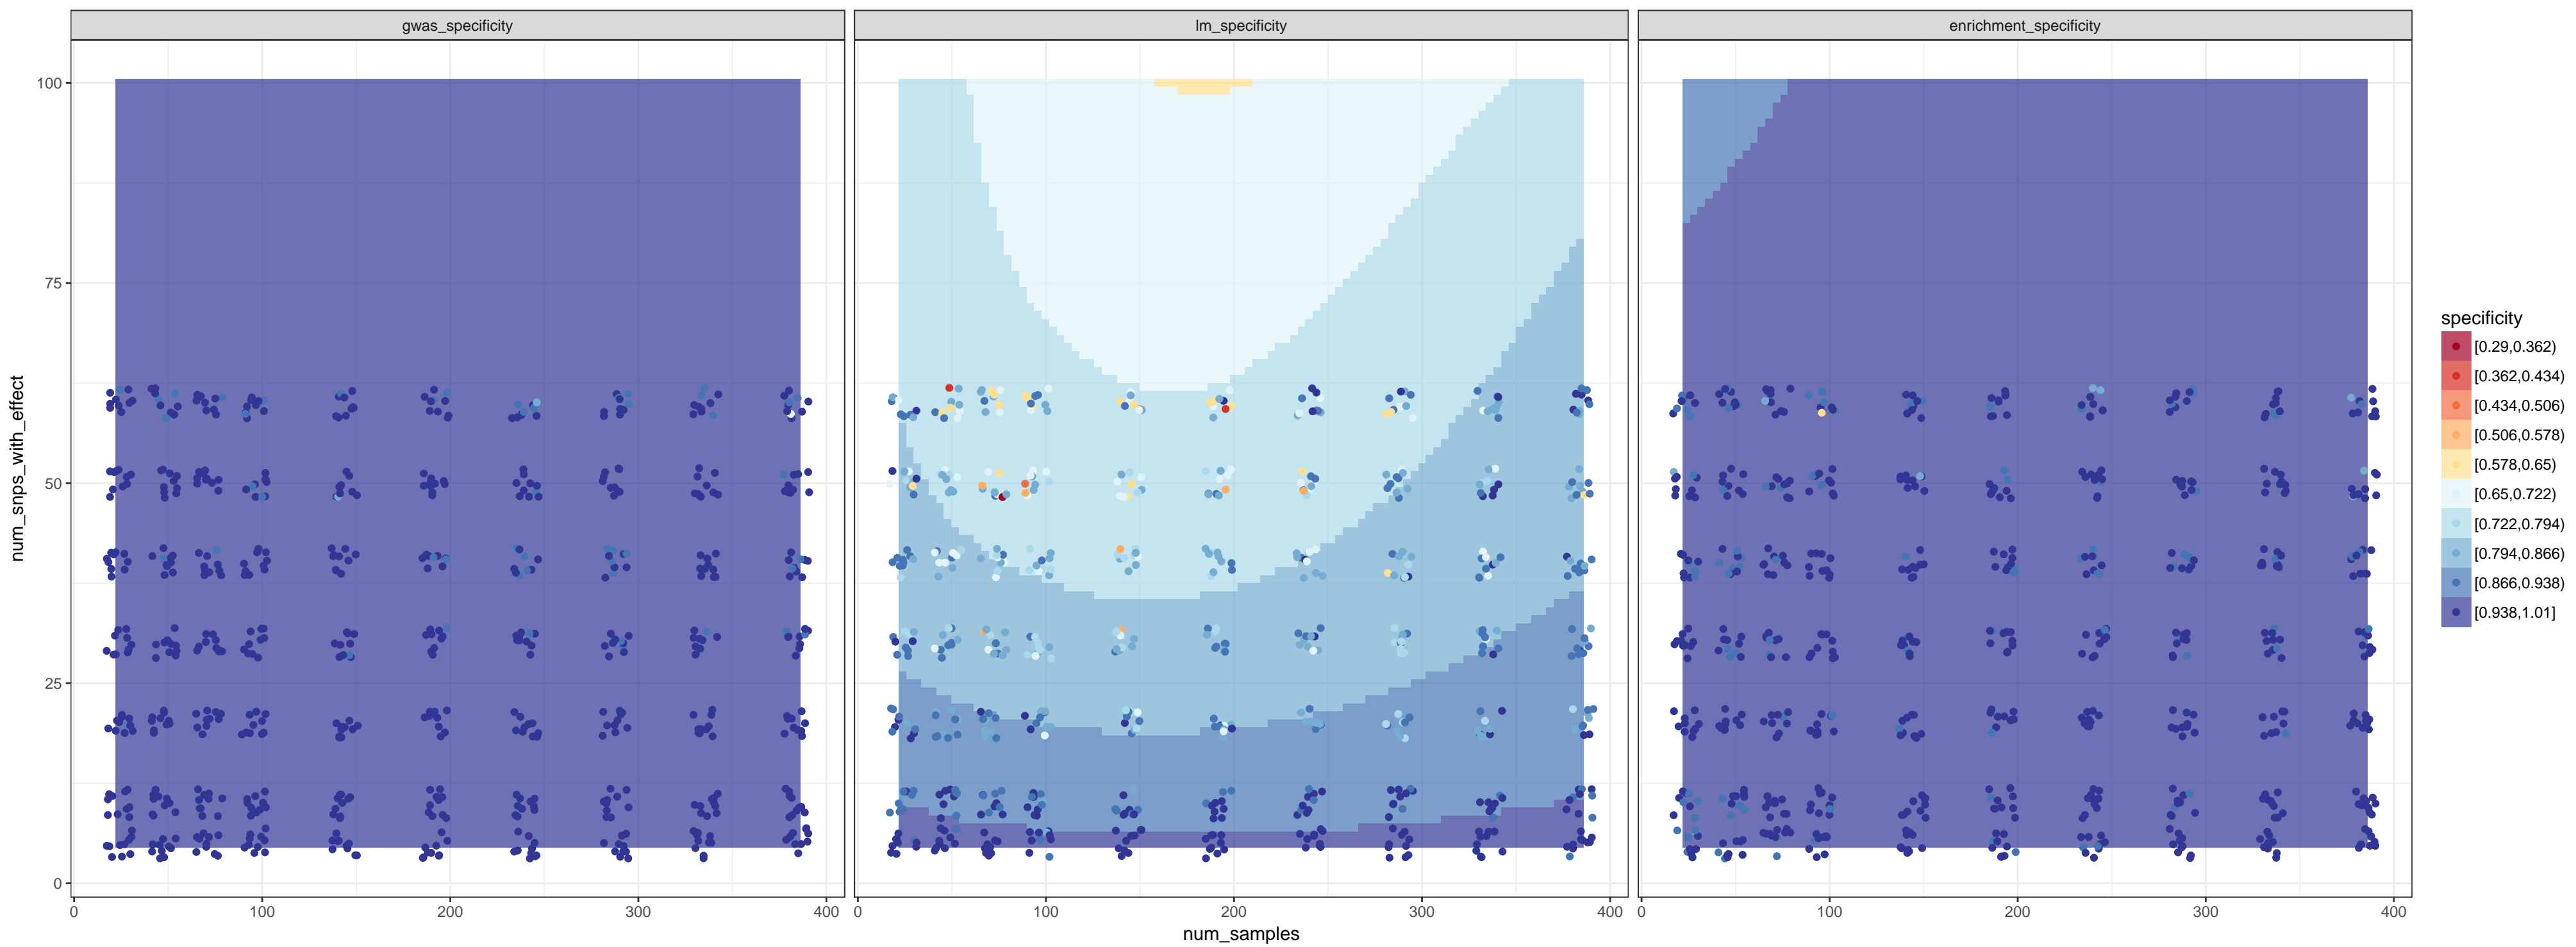 gwas_specificity
lm_specificity
enrichment_specificity
num_snps_with_effect
100
75
50
25
0
0 100 200 300 400
0 100 200 300 400
0 100 200 300 400
num_samples
specificity
[0.29,0.362)
[0.362,0.434)
[0.434,0.506)
[0.506,0.578)
[0.578,0.65)
[0.65,0.722)
[0.722,0.794)
[0.794,0.866)
[0.866,0.938)
[0.938,1.01]